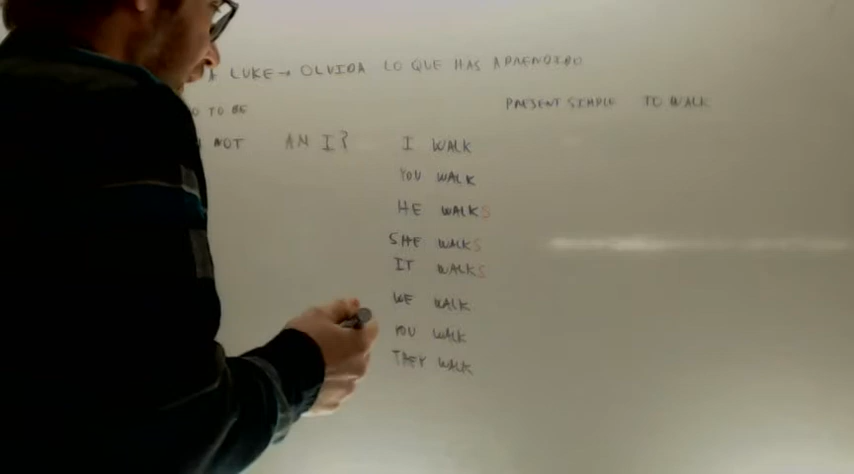 LUKE → OLVIDA LO QUE HAS APRENDIDO
TO BE
PRESENT SIMPLE TO WALK
NOT AM I?
I WALK
YOU WALK
HE WALKS
SHE WALKS
IT WALKS
WE WALK
YOU WALK
THEY WALK